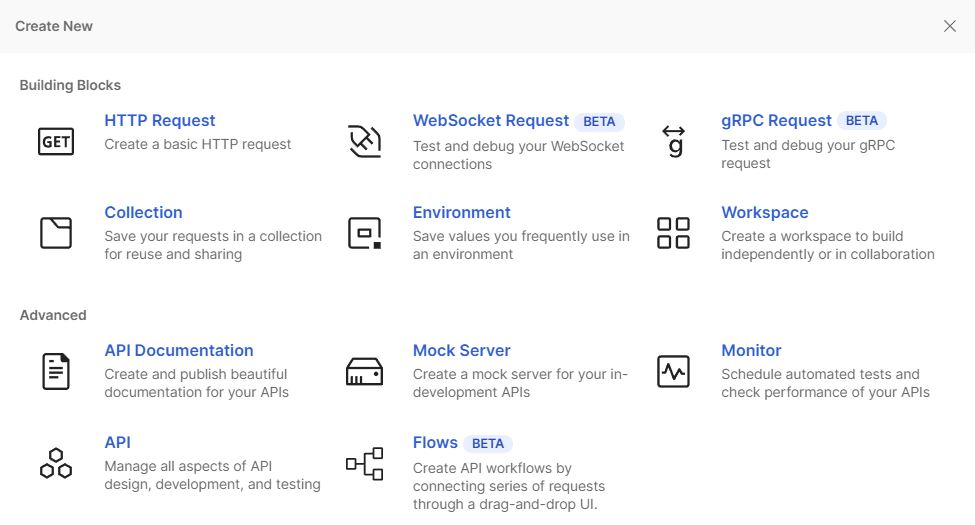 Create New
Building Blocks
GET
HTTP Request
Create a basic HTTP request
WebSocket Request BETA
Test and debug your WebSocket
connections
g
gRPC Request BETA
Test and debug your gRPC
request
Collection
Save your requests in a collection
for reuse and sharing
Environment
Save values you frequently use in
an environment
Workspace
Create a workspace to build
independently or in collaboration
Advanced
API Documentation
Create and publish beautiful
documentation for your APIs
Mock Server
Create a mock server for your in-
development APIs
Monitor
Schedule automated tests and
check performance of your APIs
API
Manage all aspects of API
design, development, and testing
Flows BETA
Create API workflows by
connecting series of requests
through a drag-and-drop UI.